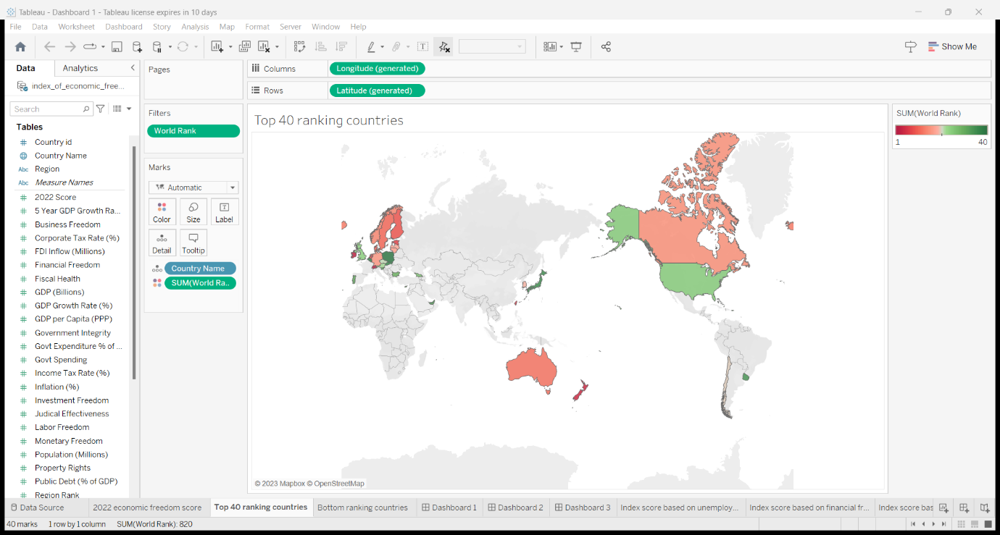 Tableau - Dashboard 1 - Tableau license expires in 10 days
File Data Worksheet Dashboard Story Analysis Map Format Server Window Help
Show Me
Data Analytics
index_of_economic_free...
Search
Tables
Country id
Country Name
Abc Region
Abc Measure Names
2022 Score
5 Year GDP Growth Ra...
Business Freedom
Corporate Tax Rate (%)
FDI Inflow (Millions)
Financial Freedom
Fiscal Health
GDP (Billions)
GDP Growth Rate (%)
GDP per Capita (PPP)
Government Integrity
Govt Expenditure % of ...
Govt Spending
Income Tax Rate (%)
Inflation (%)
Investment Freedom
Judical Effectiveness
Labor Freedom
Monetary Freedom
Population (Millions)
Property Rights
Public Debt (% of GDP)
Region Rank
Pages
Filters
World Rank
Marks
Automatic
Color Size Label
Detail Tooltip
Country Name
SUM(World Ra..
Columns Longitude (generated)
Rows Latitude (generated)
Top 40 ranking countries
© 2023 Mapbox © OpenStreetMap
SUM(World Rank)
1 40
Data Source 2022 economic freedom score Top 40 ranking countries Bottom ranking countries Dashboard 1 Dashboard 2 Dashboard 3 Index score based on unemploy... Index score based on financial fr... Index score bas
40 marks 1 row by 1 column SUM(World Rank): 820